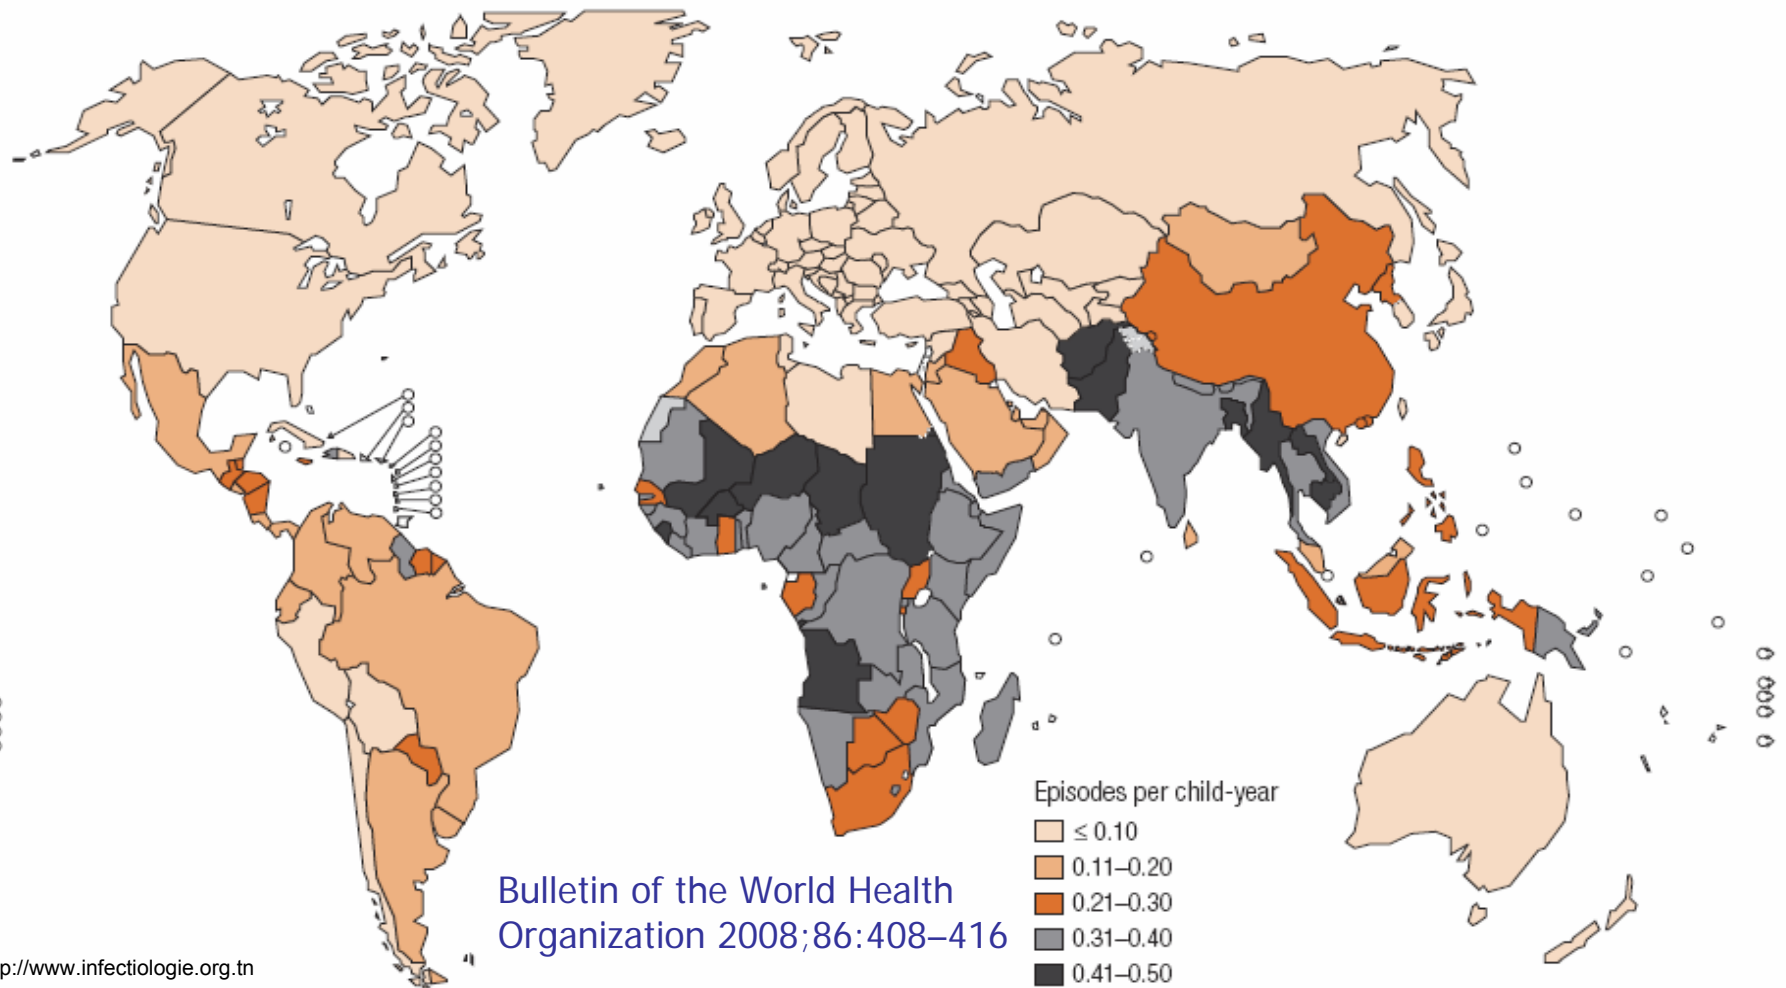 Episodes per child-year
≤ 0.10
0.11–0.20
0.21–0.30
0.31–0.40
0.41–0.50
Bulletin of the World Health
Organization 2008;86:408–416
p://www.infectiologie.org.tn